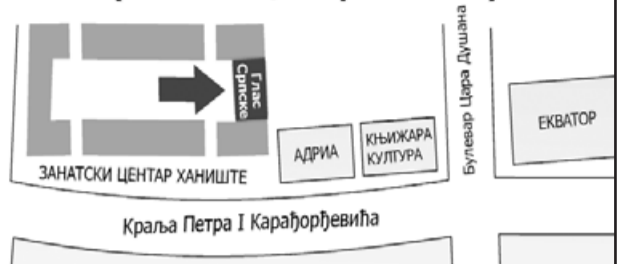 Глас
Српске
Булевар Цара Душана
ЕКВАТОР
АДРИА
КЊИЖАРА
КУЛТУРА
ЗАНАТСКИ ЦЕНТАР ХАНИШТЕ
Краља Петра I Карађорђевића